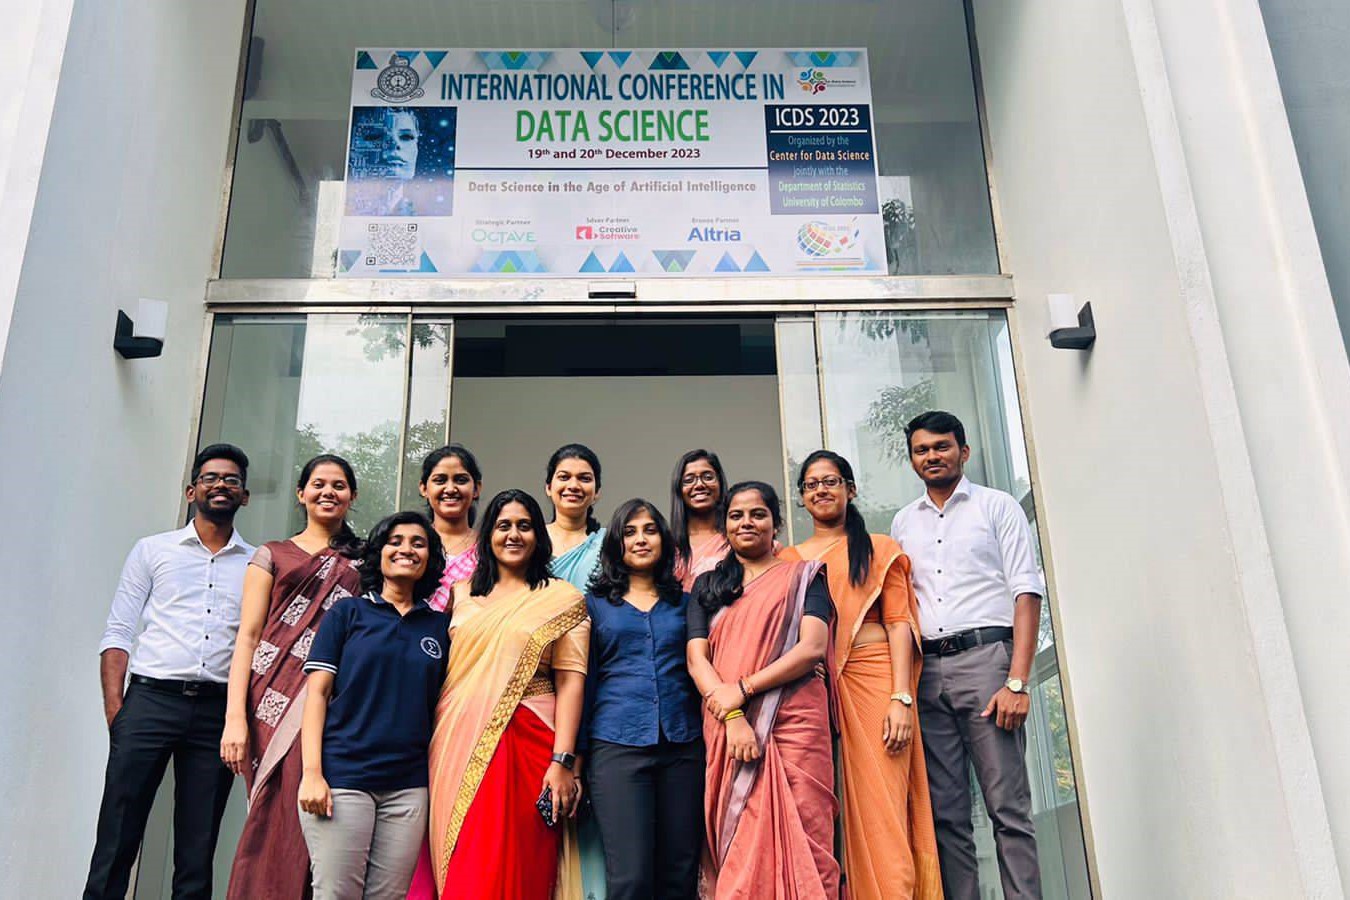 INTERNATIONAL CONFERENCE IN
DATA SCIENCE
19th and 20th December 2023
Data Science in the Age of Artificial Intelligence
Strategic Partner
OCTAVE
Silver Partner
Creative
Software
Bronze Partner
Altria
ICDS 2023
Organized by the
Center for Data Science
jointly with the
Department of Statistics
University of Colombo
ICDS 2023